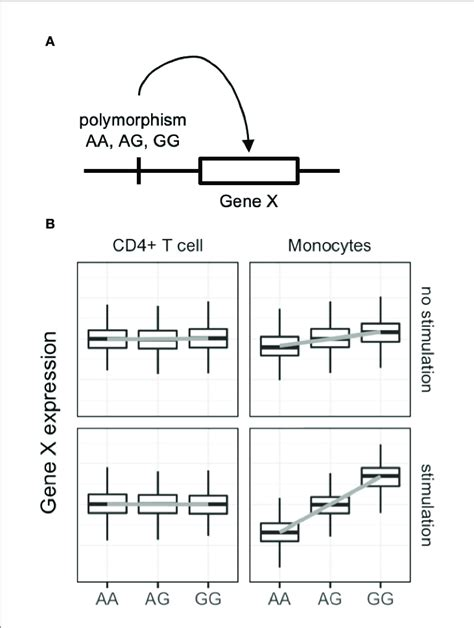 A
polymorphism
AA, AG, GG
Gene X
B
CD4+ T cell
Monocytes
Gene X expression
no stimulation
stimulation
AA AG GG
AA AG GG